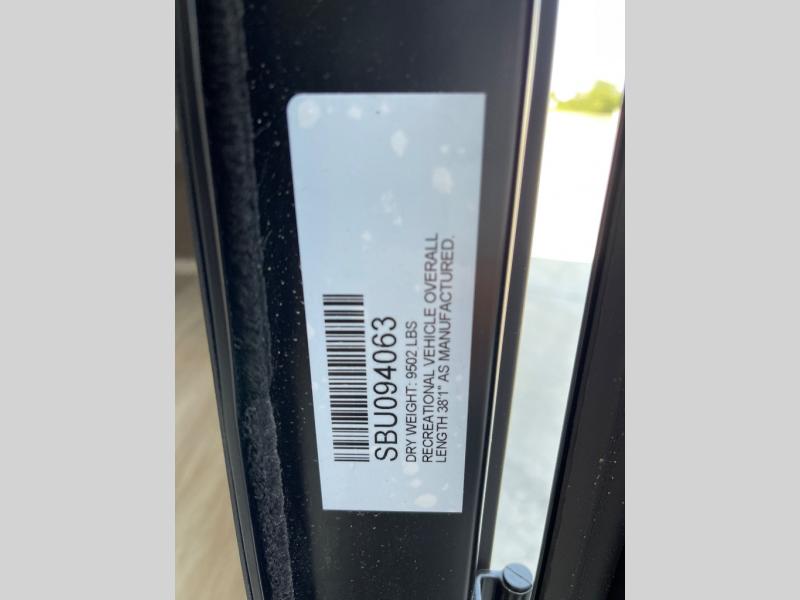 SBU094063
DRY WEIGHT: 9502 LBS
RECREATIONAL VEHICLE OVERALL
LENGTH 38'1" AS MANUFACTURED.